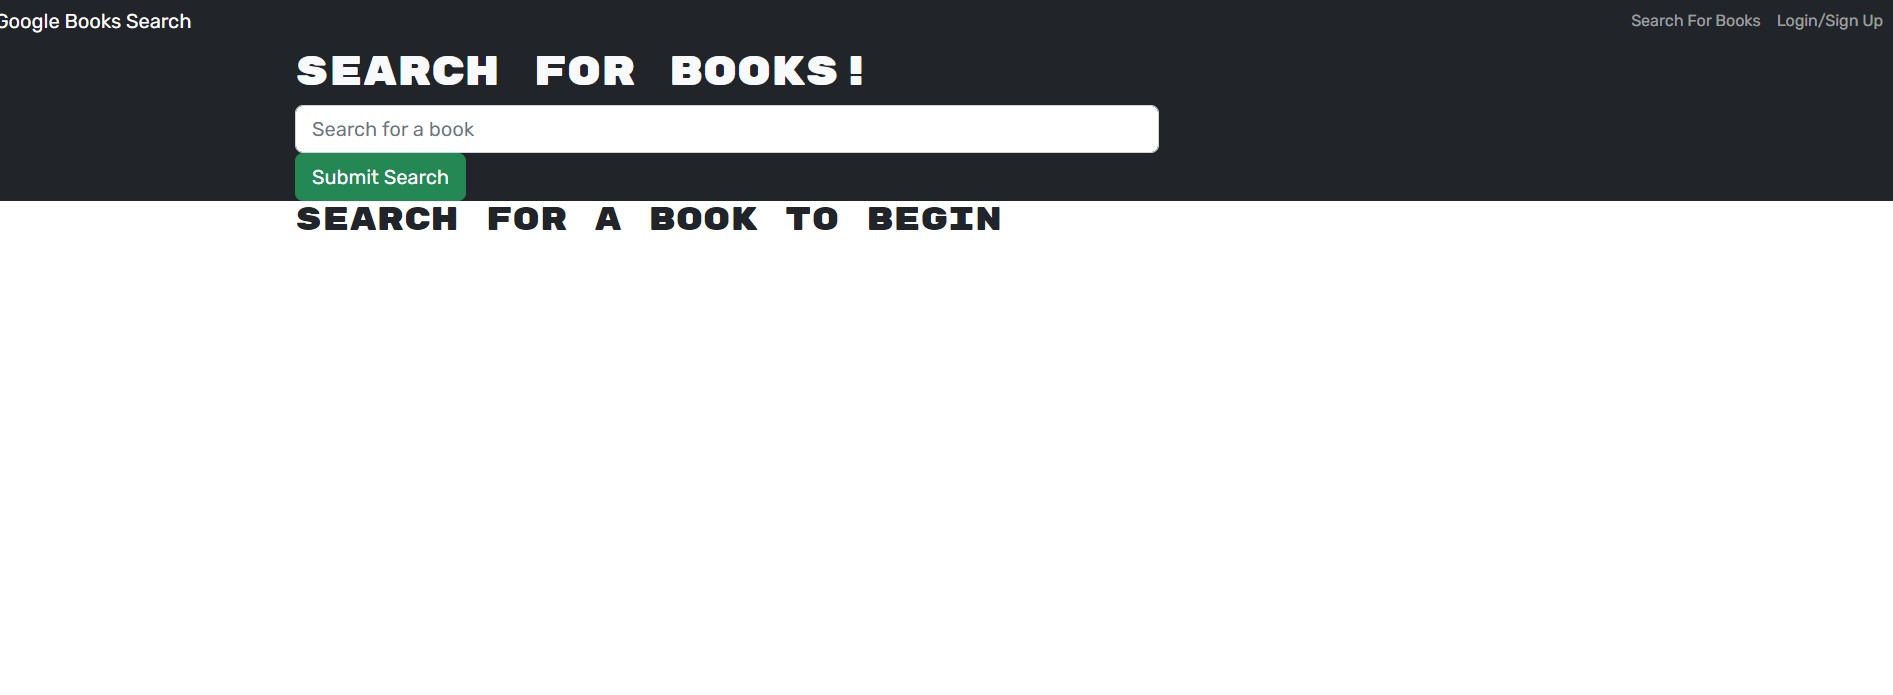 Google Books Search
Search For Books Login/Sign Up
SEARCH FOR BOOKS!
Search for a book
Submit Search
SEARCH FOR A BOOK TO BEGIN